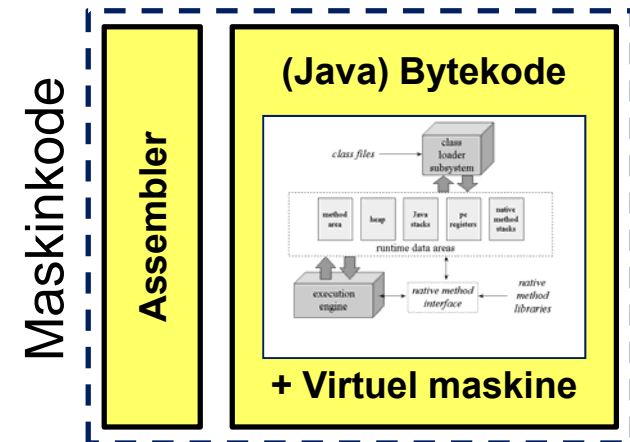 Maskinkode
Assembler
(Java) Bytekode
class files
class
loader
subsystem
method
area
heap
Java
stacks
pc
registers
native
method
stacks
runtime data areas
execution
engine
native method
interface
native
method
libraries
+ Virtuel maskine